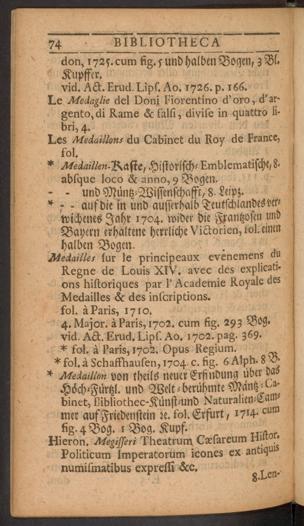 74 BIBLIOTHECA
don, 1725. cum fig. 5 und halben Bogen, 3 Bl.
Kupffer.
vid. Act. Erud. Lips. Ao. 1726. p. 166.
Le Medaglie del Doni Fiorentino d'oro, d'ar-
gento, di Rame & falsi, divise in quattro li-
bri, 4.
Les Medaillons du Cabinet du Roy de France,
fol.
* Medaillen-Kaste, Historisch-Emblematische, 8.
absque loco & anno, 9 Bogen.
- - und Müntz-Wissenschafft, 8. Leipz.
* - - auf die in und ausserhalb Teutschlandes ver-
wichenes Jahr 1704. wider die Frantzosen und
Bayern erhaltene herrliche Victorien, fol. einen
halben Bogen.
Medailles sur le principeaux evenemens du
Regne de Louis XIV, avec des explicati-
ons historiques par l'Academie Royale des
Medailles & des inscriptions.
fol. à Paris, 1710.
4. Major. à Paris, 1702. cum fig. 293 Bog.
vid. Act. Erud. Lips. Ao. 1702. pag. 369.
* fol. à Paris, 1702. Opus Regium.
* fol. à Schaffhausen, 1704 c. fig. 6 Alph. 8 B.
* Medaillon von theils neuer Erfindung über das
Hoch-Fürstl. und Welt-berühmte Müntz-Ca-
binet, Bibliothec-Künst- und Naturalien-Cam-
mer auf Friedenstein ꝛc. fol. Erfurt, 1714. cum
fig. 4 Bog. 1 Bog. Kupf.
Hieron. Megisseri Theatrum Cæsareum Histor.
Politicum Imperatorum icones ex antiquis
numismatibus expressi &c.
8. Len-